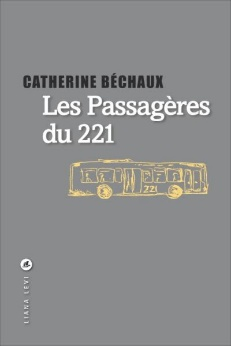 CATHERINE BÉCHAUX
Les Passagères
du 221
221
LIANA LEVI